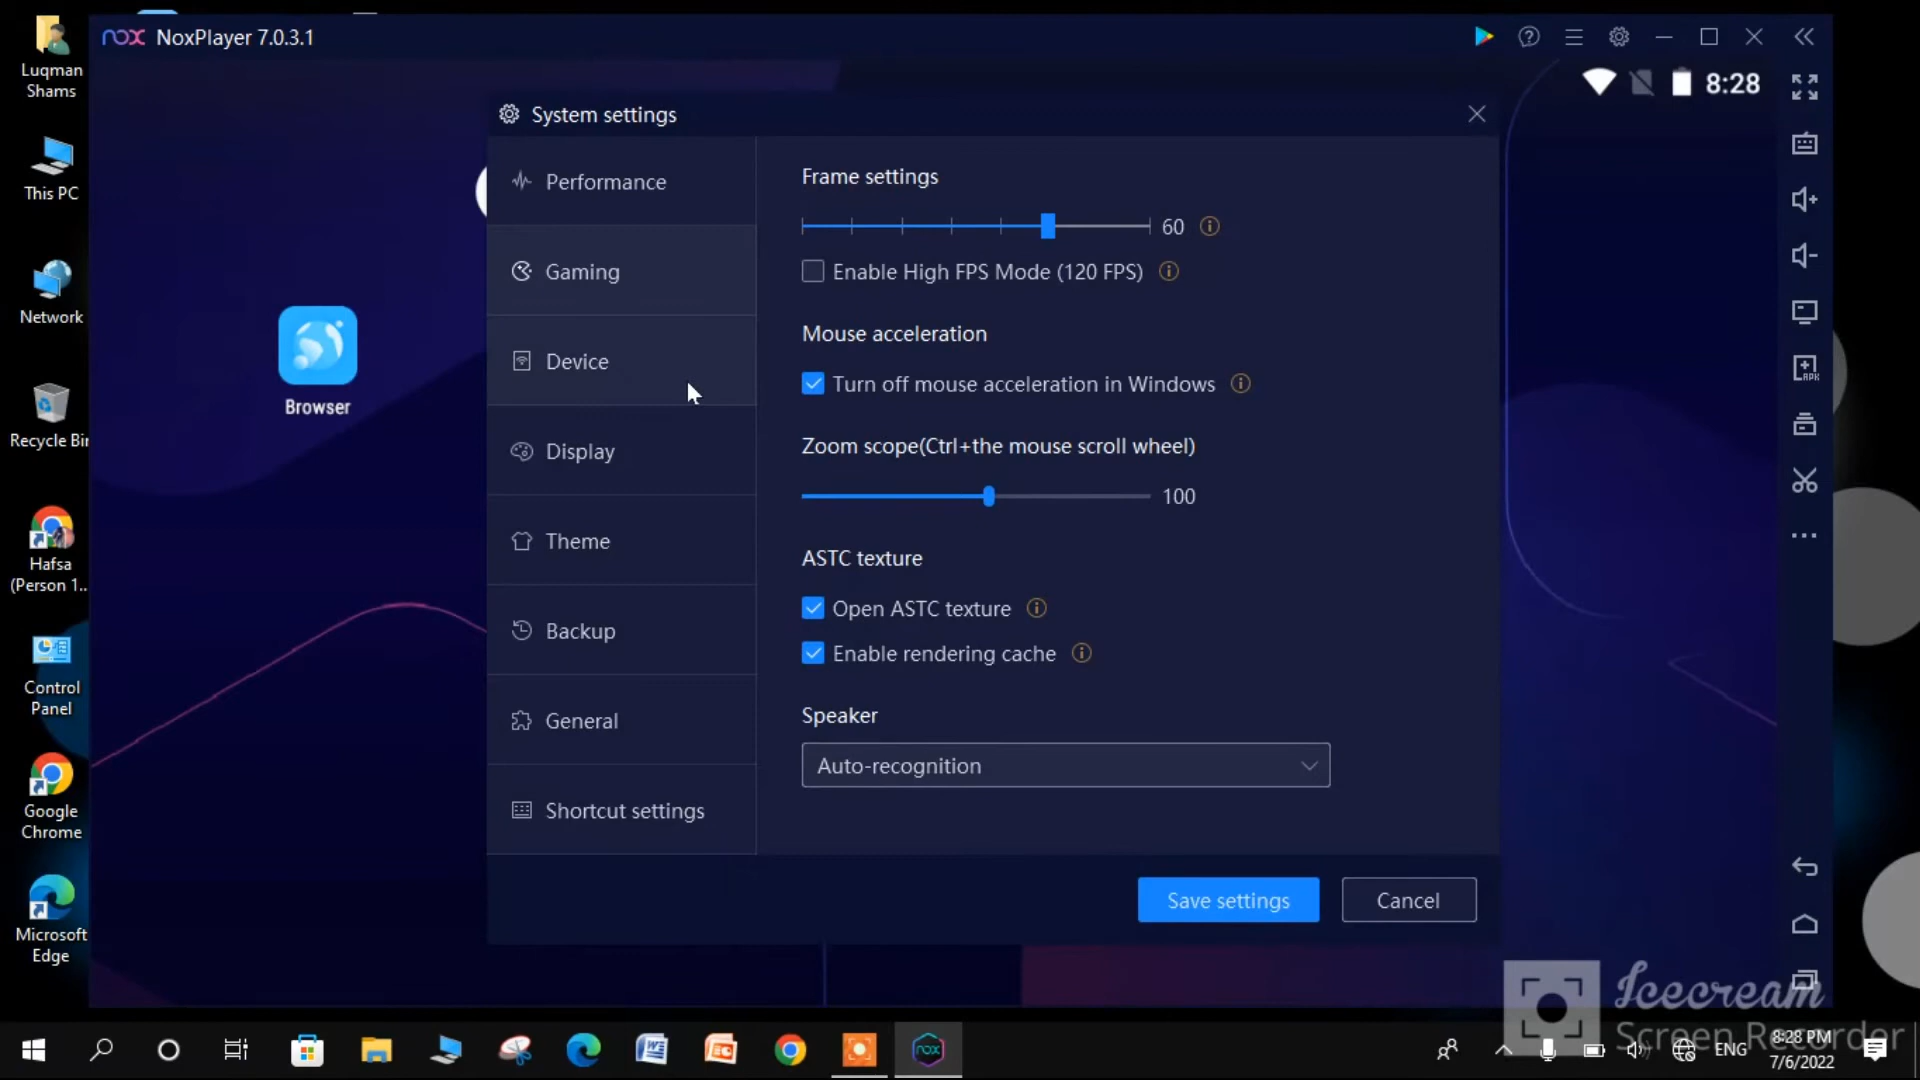 nox NoxPlayer 7.0.3.1
8:28
Luqman
Shams
This PC
Network
Recycle Bin
Hafsa
(Person 1...
Control
Panel
Google
Chrome
Microsoft
Edge
Browser
System settings
Performance
Gaming
Device
Display
Theme
Backup
General
Shortcut settings
Frame settings
60
Enable High FPS Mode (120 FPS)
Mouse acceleration
Turn off mouse acceleration in Windows
Zoom scope(Ctrl+the mouse scroll wheel)
100
ASTC texture
Open ASTC texture
Enable rendering cache
Speaker
Auto-recognition
Save settings
Cancel
APK
Icecream
Screen Recorder
nox
ENG
8:28 PM
7/6/2022